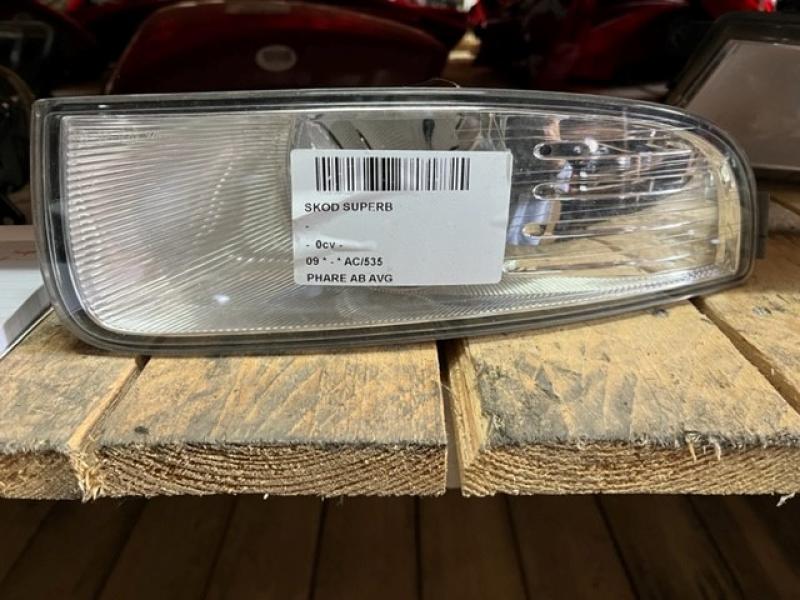 SKOD SUPERB
-
- 0cv -
09 * - * AC/535
PHARE AB AVG